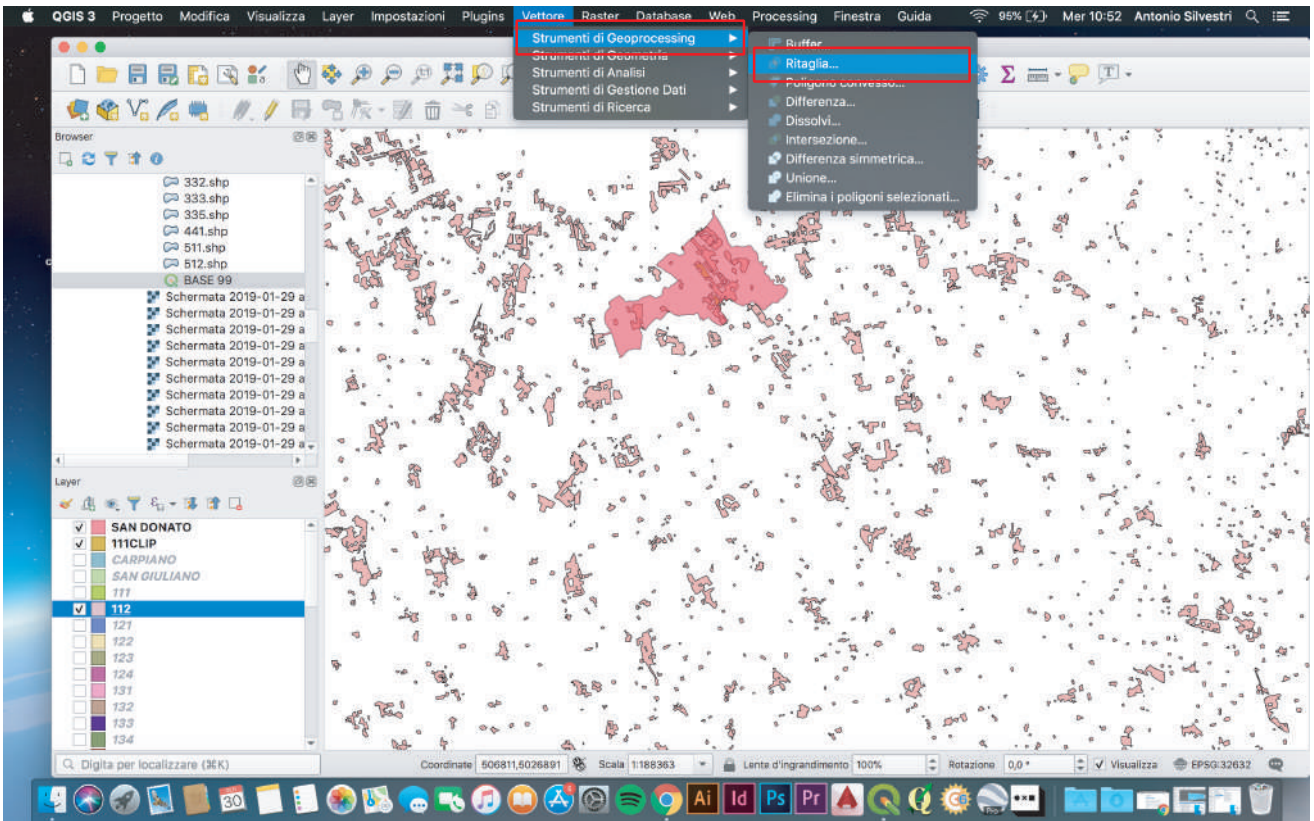 QGIS 3 Progetto Modifica Visualizza Layer Impostazioni Plugins Vettore Raster Database Web Processing Finestra Guida 95% Mer 10:52 Antonio Silvestri
Strumenti di Geoprocessing
Strumenti di Geometria
Strumenti di Analisi
Strumenti di Gestione Dati
Strumenti di Ricerca
Buffer...
Ritaglia...
Poligono convesso...
Differenza...
Dissolvi...
Intersezione...
Differenza simmetrica...
Unione...
Elimina i poligoni selezionati...
Browser
332.shp
333.shp
335.shp
441.shp
511.shp
512.shp
BASE 99
Schermata 2019-01-29 a
Schermata 2019-01-29 a
Schermata 2019-01-29 a
Schermata 2019-01-29 a
Schermata 2019-01-29 a
Schermata 2019-01-29 a
Schermata 2019-01-29 a
Schermata 2019-01-29 a
Schermata 2019-01-29 a
Schermata 2019-01-29 a
Layer
SAN DONATO
111CLIP
CARPIANO
SAN GIULIANO
111
112
121
122
123
124
131
132
133
134
Digita per localizzare (⌘K)
Coordinate 506811,5026891 Scala 1:188363 Lente d'ingrandimento 100% Rotazione 0,0 ° Visualizza EPSG:32632
30
Ai Id Ps Pr
Pro